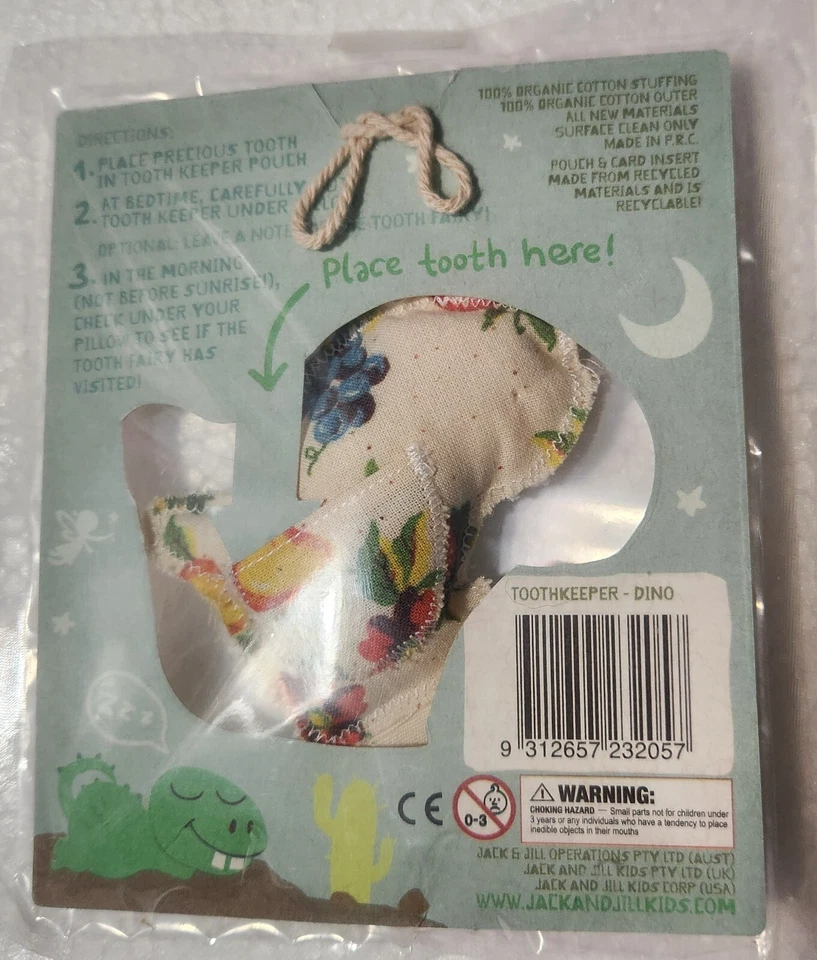 DIRECTIONS:
1. PLACE PRECIOUS TOOTH
IN TOOTH KEEPER POUCH
2. AT BEDTIME, CAREFULLY
TOOTH KEEPER UNDER
OPTIONAL: LEAVE A NOTE TOOTH FAIRY!
3. IN THE MORNING
(NOT BEFORE SUNRISE!),
CHECK UNDER YOUR
PILLOW TO SEE IF THE
TOOTH FAIRY HAS
VISITED!
100% ORGANIC COTTON STUFFING
100% ORGANIC COTTON OUTER
ALL NEW MATERIALS
SURFACE CLEAN ONLY
MADE IN P.R.C.
POUCH & CARD INSERT
MADE FROM RECYCLED
MATERIALS AND IS
RECYCLABLE!
Place tooth here!
TOOTHKEEPER - DINO
9 312657 232057
CE
0-3
WARNING:
CHOKING HAZARD — Small parts not for children under
3 years or any individuals who have a tendency to place
inedible objects in their mouths
JACK & JILL OPERATIONS PTY LTD (AUST)
JACK AND JILL KIDS PTY LTD (UK)
JACK AND JILL KIDS CORP (USA)
WWW.JACKANDJILLKIDS.COM